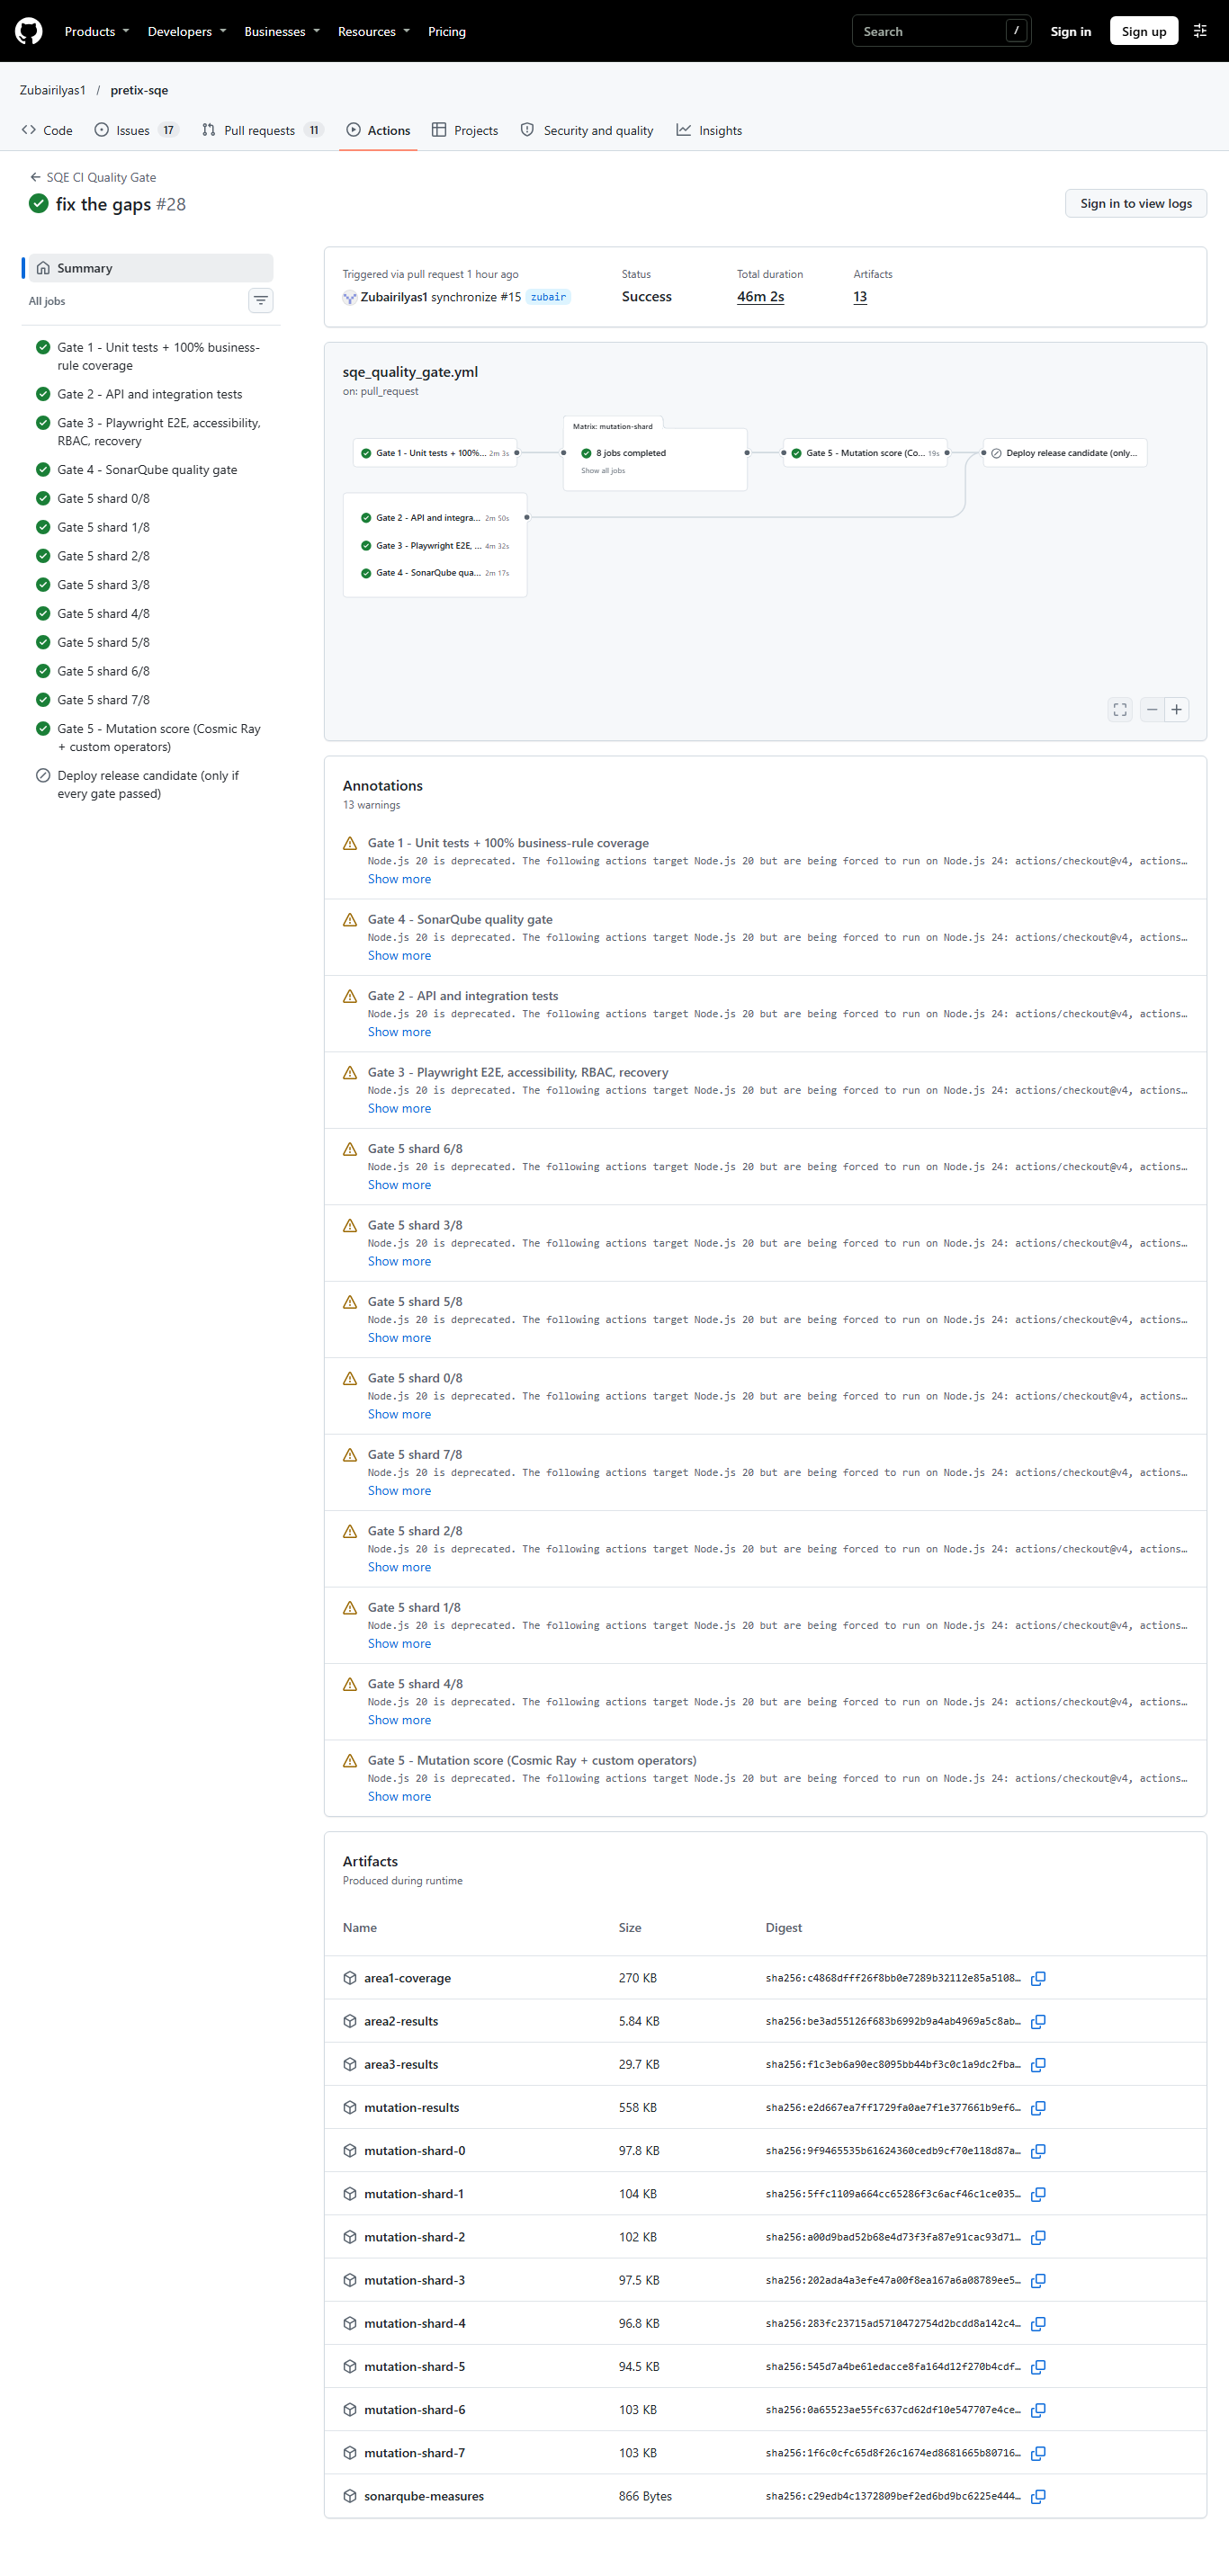 Products
Developers
Businesses
Resources
Pricing
Search
/
Sign in
Sign up
Zubairilyas1 / pretix-sqe
Code
Issues 17
Pull requests 11
Actions
Projects
Security and quality
Insights
SQE CI Quality Gate
fix the gaps #28
Sign in to view logs
Summary
All jobs
Gate 1 - Unit tests + 100% business-
rule coverage
Gate 2 - API and integration tests
Gate 3 - Playwright E2E, accessibility,
RBAC, recovery
Gate 4 - SonarQube quality gate
Gate 5 shard 0/8
Gate 5 shard 1/8
Gate 5 shard 2/8
Gate 5 shard 3/8
Gate 5 shard 4/8
Gate 5 shard 5/8
Gate 5 shard 6/8
Gate 5 shard 7/8
Gate 5 - Mutation score (Cosmic Ray
+ custom operators)
Deploy release candidate (only if
every gate passed)
Triggered via pull request 1 hour ago
Zubairilyas1 synchronize #15 zubair
Status
Success
Total duration
46m 2s
Artifacts
13
sqe_quality_gate.yml
on: pull_request
Gate 1 - Unit tests + 100%... 2m 3s
Matrix: mutation-shard
8 jobs completed
Show all jobs
Gate 5 - Mutation score (Co... 19s
Deploy release candidate (only...
Gate 2 - API and integra... 2m 50s
Gate 3 - Playwright E2E, ... 4m 32s
Gate 4 - SonarQube qua... 2m 17s
Annotations
13 warnings
Gate 1 - Unit tests + 100% business-rule coverage
Node.js 20 is deprecated. The following actions target Node.js 20 but are being forced to run on Node.js 24: actions/checkout@v4, actions…
Show more
Gate 4 - SonarQube quality gate
Node.js 20 is deprecated. The following actions target Node.js 20 but are being forced to run on Node.js 24: actions/checkout@v4, actions…
Show more
Gate 2 - API and integration tests
Node.js 20 is deprecated. The following actions target Node.js 20 but are being forced to run on Node.js 24: actions/checkout@v4, actions…
Show more
Gate 3 - Playwright E2E, accessibility, RBAC, recovery
Node.js 20 is deprecated. The following actions target Node.js 20 but are being forced to run on Node.js 24: actions/checkout@v4, actions…
Show more
Gate 5 shard 6/8
Node.js 20 is deprecated. The following actions target Node.js 20 but are being forced to run on Node.js 24: actions/checkout@v4, actions…
Show more
Gate 5 shard 3/8
Node.js 20 is deprecated. The following actions target Node.js 20 but are being forced to run on Node.js 24: actions/checkout@v4, actions…
Show more
Gate 5 shard 5/8
Node.js 20 is deprecated. The following actions target Node.js 20 but are being forced to run on Node.js 24: actions/checkout@v4, actions…
Show more
Gate 5 shard 0/8
Node.js 20 is deprecated. The following actions target Node.js 20 but are being forced to run on Node.js 24: actions/checkout@v4, actions…
Show more
Gate 5 shard 7/8
Node.js 20 is deprecated. The following actions target Node.js 20 but are being forced to run on Node.js 24: actions/checkout@v4, actions…
Show more
Gate 5 shard 2/8
Node.js 20 is deprecated. The following actions target Node.js 20 but are being forced to run on Node.js 24: actions/checkout@v4, actions…
Show more
Gate 5 shard 1/8
Node.js 20 is deprecated. The following actions target Node.js 20 but are being forced to run on Node.js 24: actions/checkout@v4, actions…
Show more
Gate 5 shard 4/8
Node.js 20 is deprecated. The following actions target Node.js 20 but are being forced to run on Node.js 24: actions/checkout@v4, actions…
Show more
Gate 5 - Mutation score (Cosmic Ray + custom operators)
Node.js 20 is deprecated. The following actions target Node.js 20 but are being forced to run on Node.js 24: actions/checkout@v4, actions…
Show more
Artifacts
Produced during runtime
Name Size Digest
area1-coverage 270 KB sha256:c4868dfff26f8bb0e7289b32112e85a5108…
area2-results 5.84 KB sha256:be3ad55126f683b6992b9a4ab4969a5c8ab…
area3-results 29.7 KB sha256:f1c3eb6a90ec8095bb44bf3c0c1a9dc2fba…
mutation-results 558 KB sha256:e2d667ea7ff1729fa0ae7f1e377661b9ef6…
mutation-shard-0 97.8 KB sha256:9f9465535b61624360cedb9cf70e118d87a…
mutation-shard-1 104 KB sha256:5ffc1109a664cc65286f3c6acf46c1ce035…
mutation-shard-2 102 KB sha256:a00d9bad52b68e4d73f3fa87e91cac93d71…
mutation-shard-3 97.5 KB sha256:202ada4a3efe47a00f8ea167a6a08789ee5…
mutation-shard-4 96.8 KB sha256:283fc23715ad5710472754d2bcdd8a142c4…
mutation-shard-5 94.5 KB sha256:545d7a4be61edacce8fa164d12f270b4cdf…
mutation-shard-6 103 KB sha256:0a65523ae55fc637cd62df10e547707e4ce…
mutation-shard-7 103 KB sha256:1f6c0cfc65d8f26c1674ed8681665b80716…
sonarqube-measures 866 Bytes sha256:c29edb4c1372809bef2ed6bd9bc6225e444…